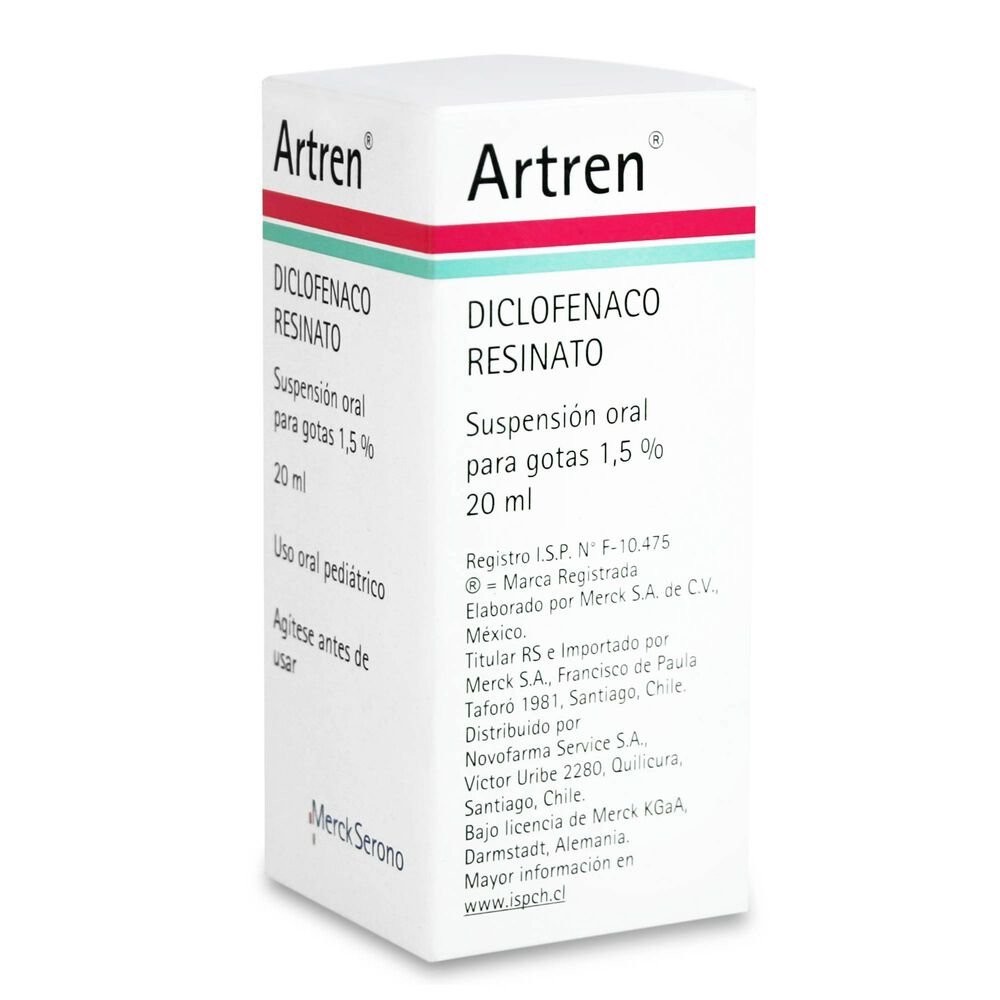 Artren®
DICLOFENACO
RESINATO
Suspensión oral
para gotas 1,5 %
20 ml
Uso oral pediátrico
Agítese antes de
usar
Merck Serono
Artren®
DICLOFENACO
RESINATO
Suspensión oral
para gotas 1,5 %
20 ml
Registro I.S.P. N° F-10.475
® = Marca Registrada
Elaborado por Merck S.A. de C.V.,
México.
Titular RS e Importado por
Merck S.A., Francisco de Paula
Taforó 1981, Santiago, Chile.
Distribuido por
Novofarma Service S.A.,
Víctor Uribe 2280, Quilicura,
Santiago, Chile.
Bajo licencia de Merck KGaA,
Darmstadt, Alemania.
Mayor información en
www.ispch.cl